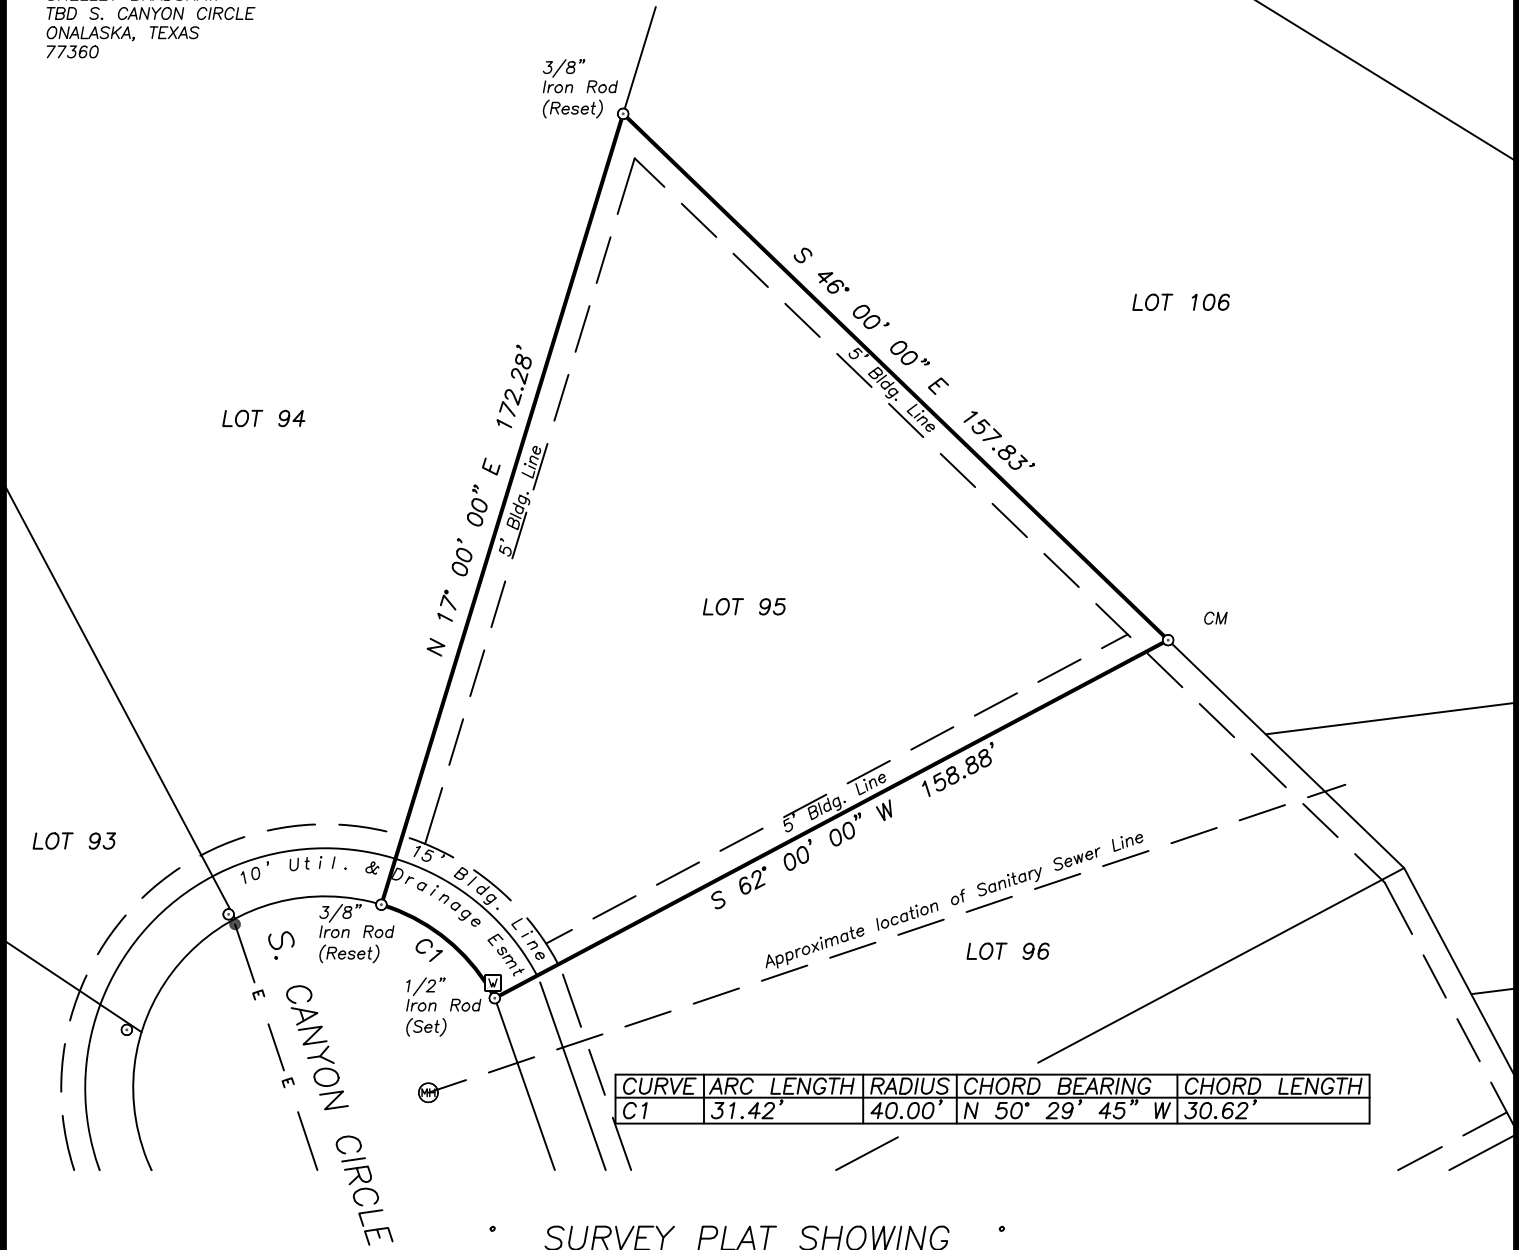 TBD S. CANYON CIRCLE
ONALASKA, TEXAS
77360
3/8"
Iron Rod
(Reset)
S 46° 00' 00" E 157.83'
5' Bldg. Line
LOT 106
N 17° 00' 00" E 172.28'
5' Bldg. Line
LOT 94
LOT 95
CM
5' Bldg. Line
S 62° 00' 00" W 158.88'
LOT 93
15' Bldg. Line
10' Util. & Drainage Esmt
Approximate location of Sanitary Sewer Line
LOT 96
3/8"
Iron Rod
(Reset)
C1
W
1/2"
Iron Rod
(Set)
E
E
S. CANYON CIRCLE
MH
CURVE ARC LENGTH RADIUS CHORD BEARING CHORD LENGTH
C1 31.42' 40.00' N 50° 29' 45" W 30.62'
SURVEY PLAT SHOWING